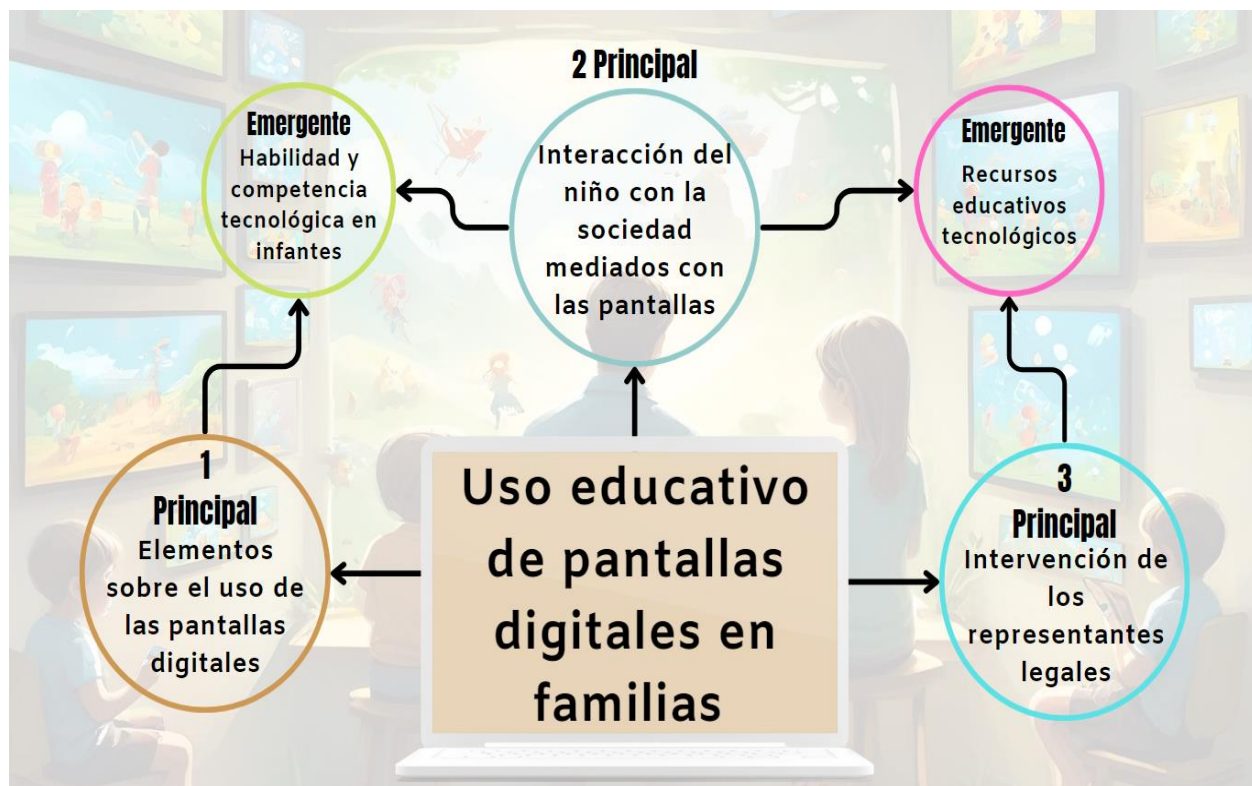 2 Principal
Interacción del
niño con la
sociedad
mediados con
las pantallas
Emergente
Habilidad y
competencia
tecnológica en
infantes
Emergente
Recursos
educativos
tecnológicos
1
Principal
Elementos
sobre el uso de
las pantallas
digitales
Uso educativo
de pantallas
digitales en
familias
3
Principal
Intervención de
los
representantes
legales